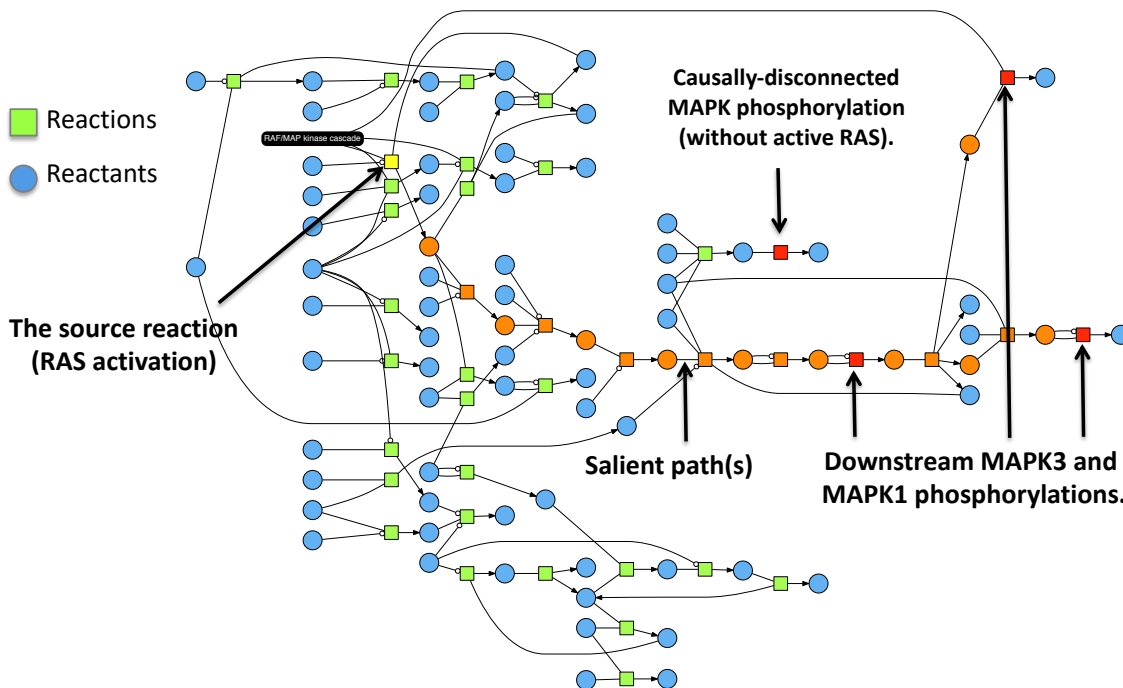 Causally-disconnected
MAPK phosphorylation
(without active RAS).
Reactions
RAF/MAP kinase cascade
Reactants
The source reaction
(RAS activation)
Salient path(s)
Downstream MAPK3 and
MAPK1 phosphorylations.